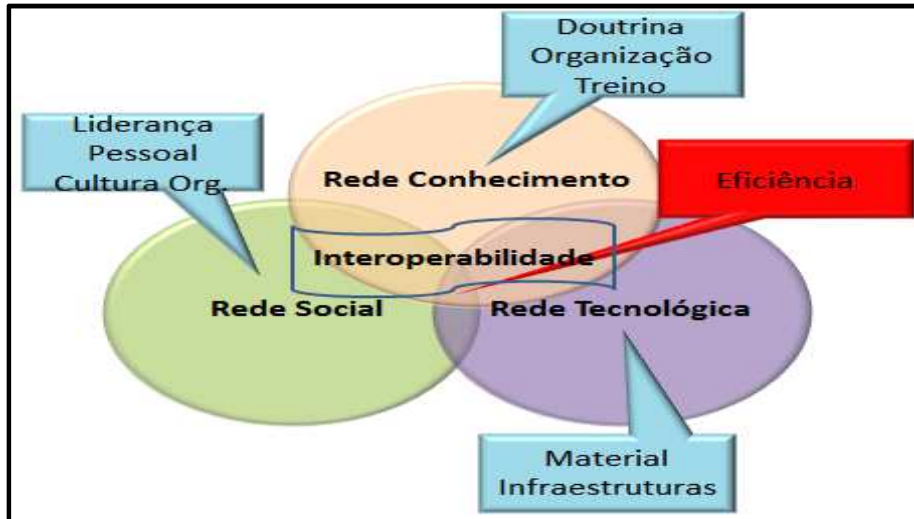 Doutrina
Organização
Treino
Liderança
Pessoal
Cultura Org.
Rede Conhecimento
Eficiência
Interoperabilidade
Rede Social
Rede Tecnológica
Material
Infraestruturas